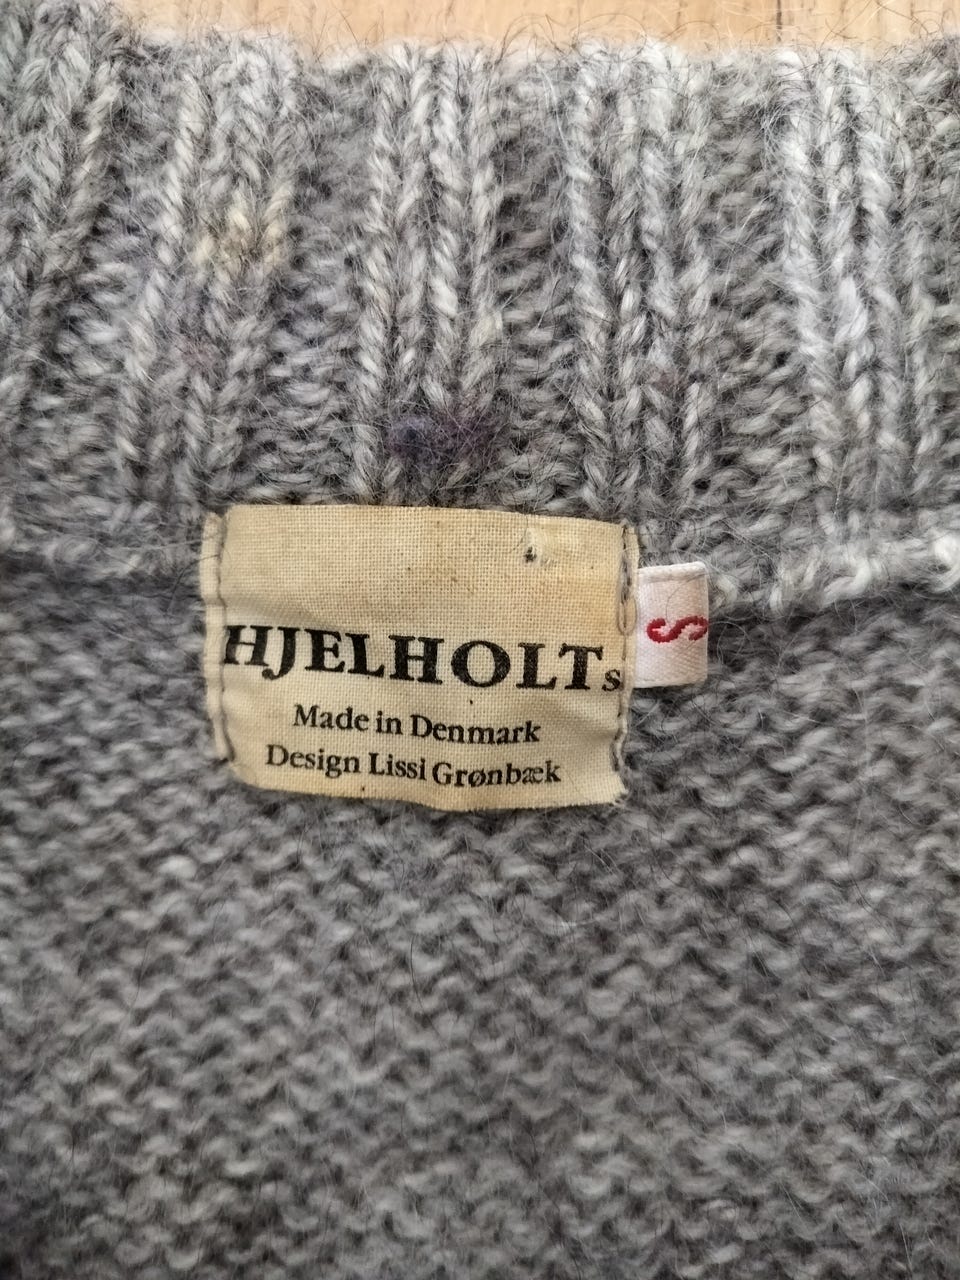 HJELHOLTs
Made in Denmark
Design Lissi Grønbæk
S